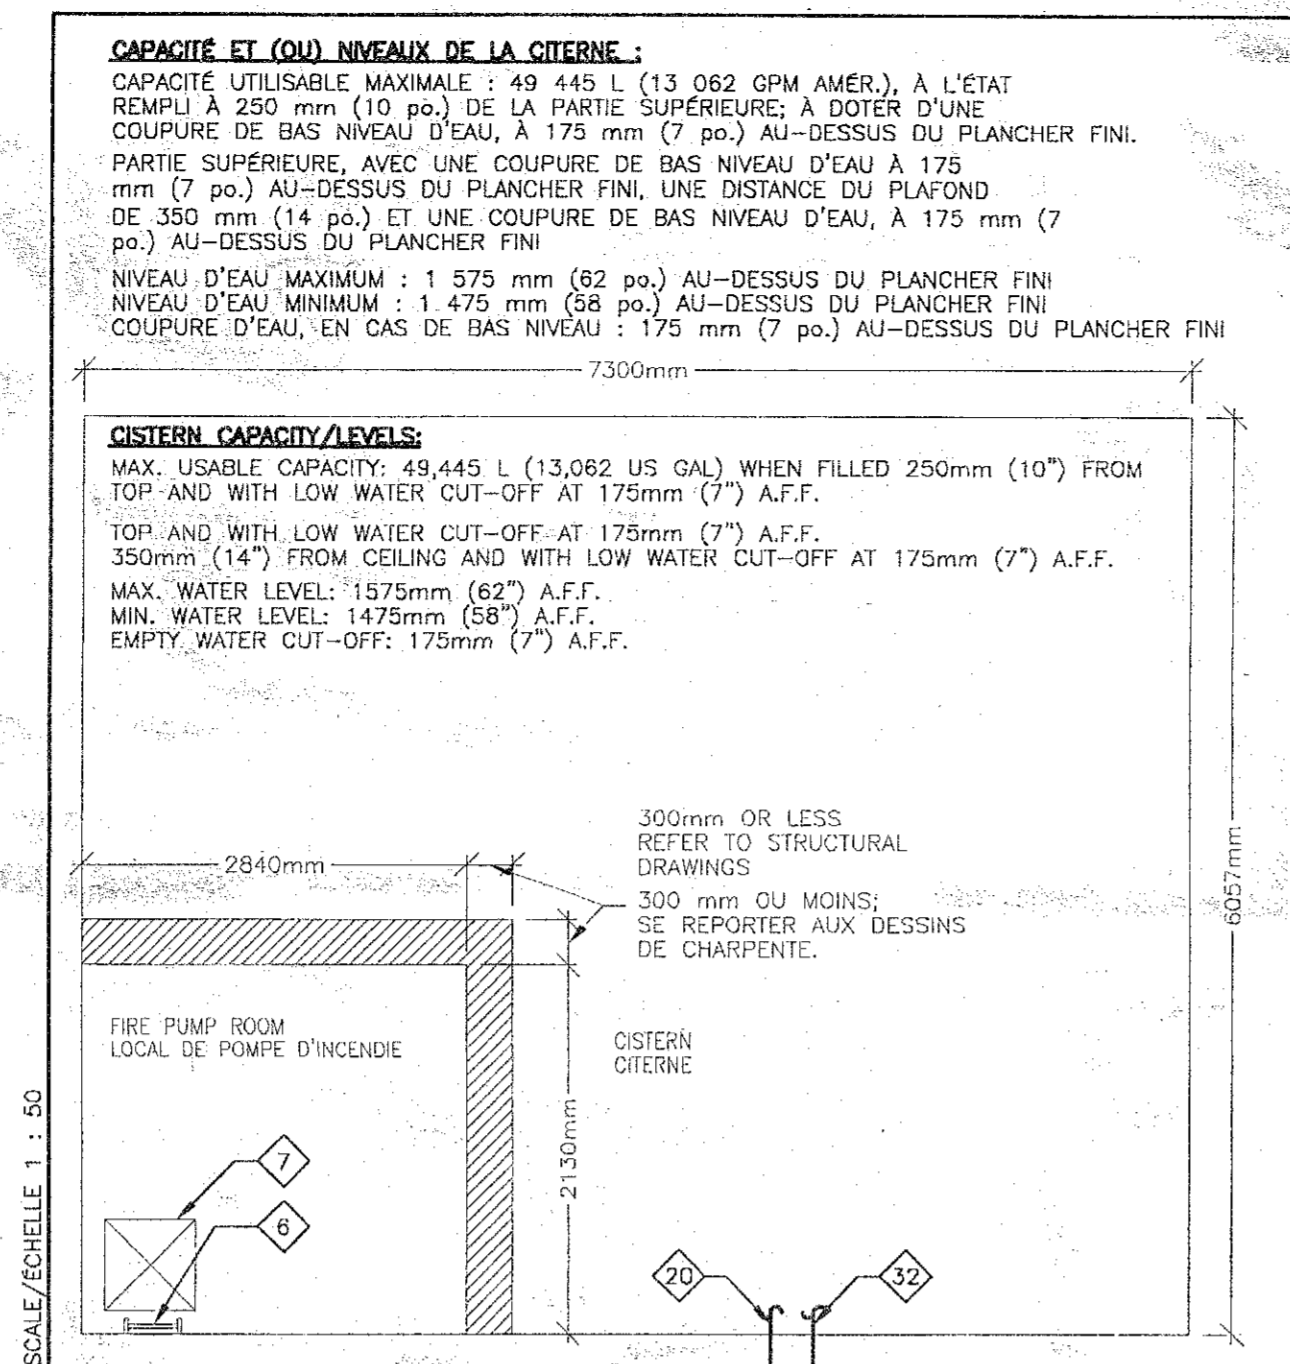 CAPACITÉ ET (OU) NIVEAUX DE LA CITERNE :
CAPACITÉ UTILISABLE MAXIMALE : 49 445 L (13 062 GPM AMÉR.), À L'ÉTAT
REMPLI À 250 mm (10 po.) DE LA PARTIE SUPÉRIEURE; À DOTER D'UNE
COUPURE DE BAS NIVEAU D'EAU, À 175 mm (7 po.) AU-DESSUS DU PLANCHER FINI.
PARTIE SUPÉRIEURE, AVEC UNE COUPURE DE BAS NIVEAU D'EAU À 175
mm (7 po.) AU-DESSUS DU PLANCHER FINI, UNE DISTANCE DU PLAFOND
DE 350 mm (14 po.) ET UNE COUPURE DE BAS NIVEAU D'EAU, À 175 mm (7
po.) AU-DESSUS DU PLANCHER FINI
NIVEAU D'EAU MAXIMUM : 1 575 mm (62 po.) AU-DESSUS DU PLANCHER FINI
NIVEAU D'EAU MINIMUM : 1 475 mm (58 po.) AU-DESSUS DU PLANCHER FINI
COUPURE D'EAU, EN CAS DE BAS NIVEAU : 175 mm (7 po.) AU-DESSUS DU PLANCHER FINI
7300mm
CISTERN CAPACITY/LEVELS:
MAX. USABLE CAPACITY: 49,445 L (13,062 US GAL) WHEN FILLED 250mm (10") FROM
TOP AND WITH LOW WATER CUT-OFF AT 175mm (7") A.F.F.
TOP AND WITH LOW WATER CUT-OFF AT 175mm (7") A.F.F.
350mm (14") FROM CEILING AND WITH LOW WATER CUT-OFF AT 175mm (7") A.F.F.
MAX. WATER LEVEL: 1575mm (62") A.F.F.
MIN. WATER LEVEL: 1475mm (58") A.F.F.
EMPTY WATER CUT-OFF: 175mm (7") A.F.F.
300mm OR LESS
REFER TO STRUCTURAL
DRAWINGS
2840mm
300 mm OU MOINS;
SE REPORTER AUX DESSINS
DE CHARPENTE.
6057mm
FIRE PUMP ROOM
LOCAL DE POMPE D'INCENDIE
CISTERN
CITERNE
2130mm
7
6
20
32
SCALE/ÉCHELLE 1 : 50